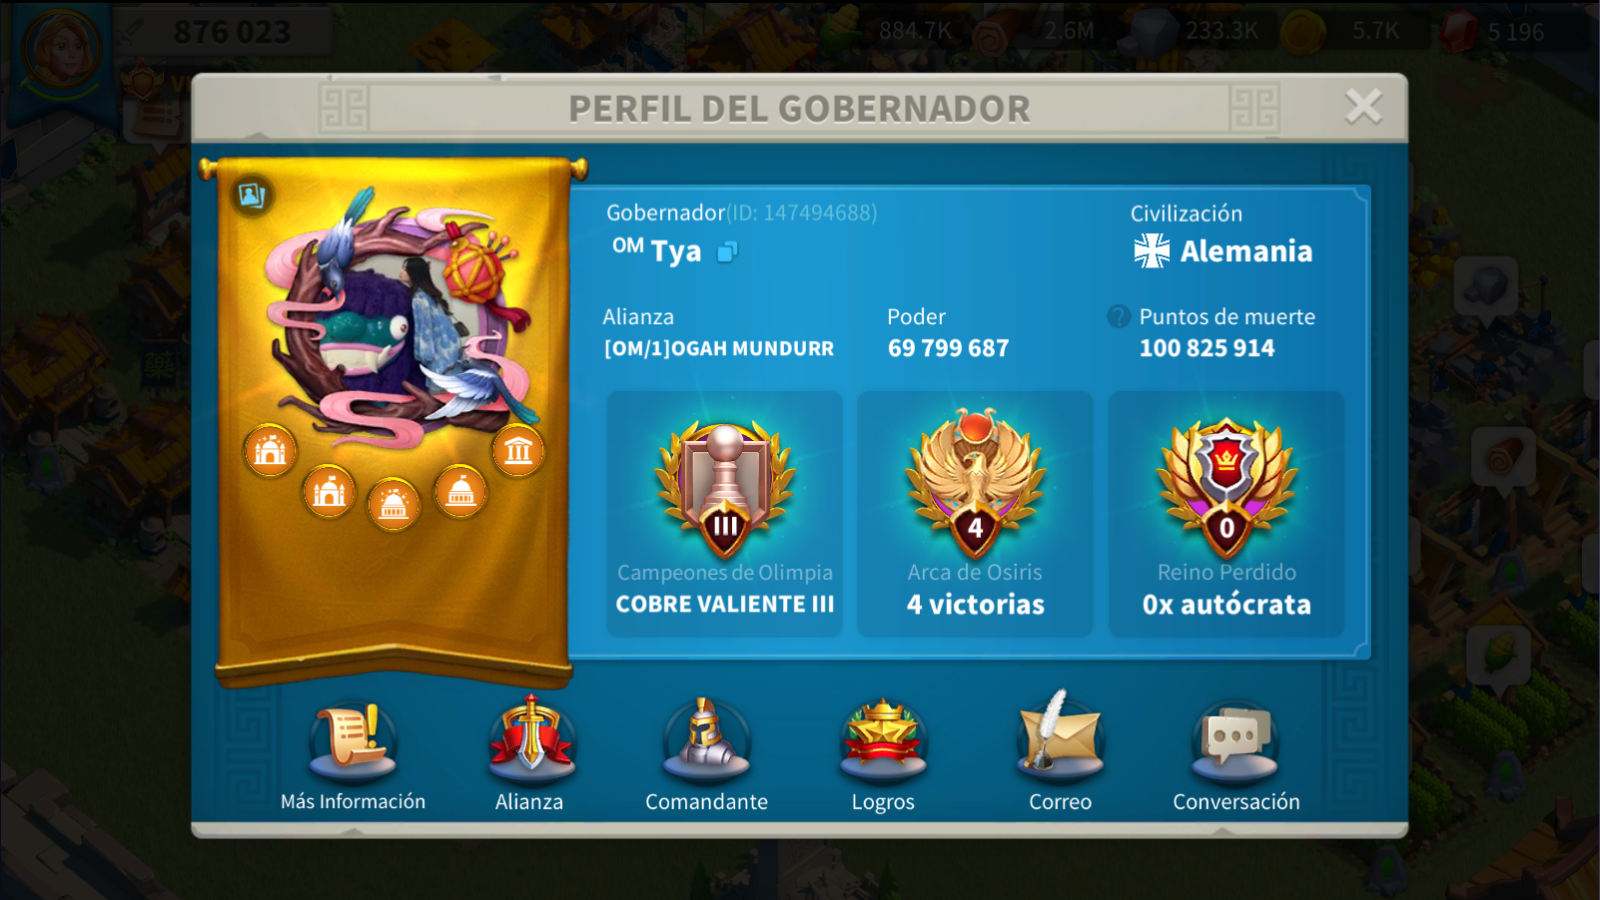 876 023
884.7K
2.6M
233.3K
5.7K
5 196
PERFIL DEL GOBERNADOR
Gobernador(ID: 147494688)
ᴼᴹ Tya
Civilización
Alemania
Alianza
[OM/1]OGAH MUNDURR
Poder
69 799 687
? Puntos de muerte
100 825 914
III
Campeones de Olimpia
COBRE VALIENTE III
4
Arca de Osiris
4 victorias
0
Reino Perdido
0x autócrata
Más Información
Alianza
Comandante
Logros
Correo
Conversación